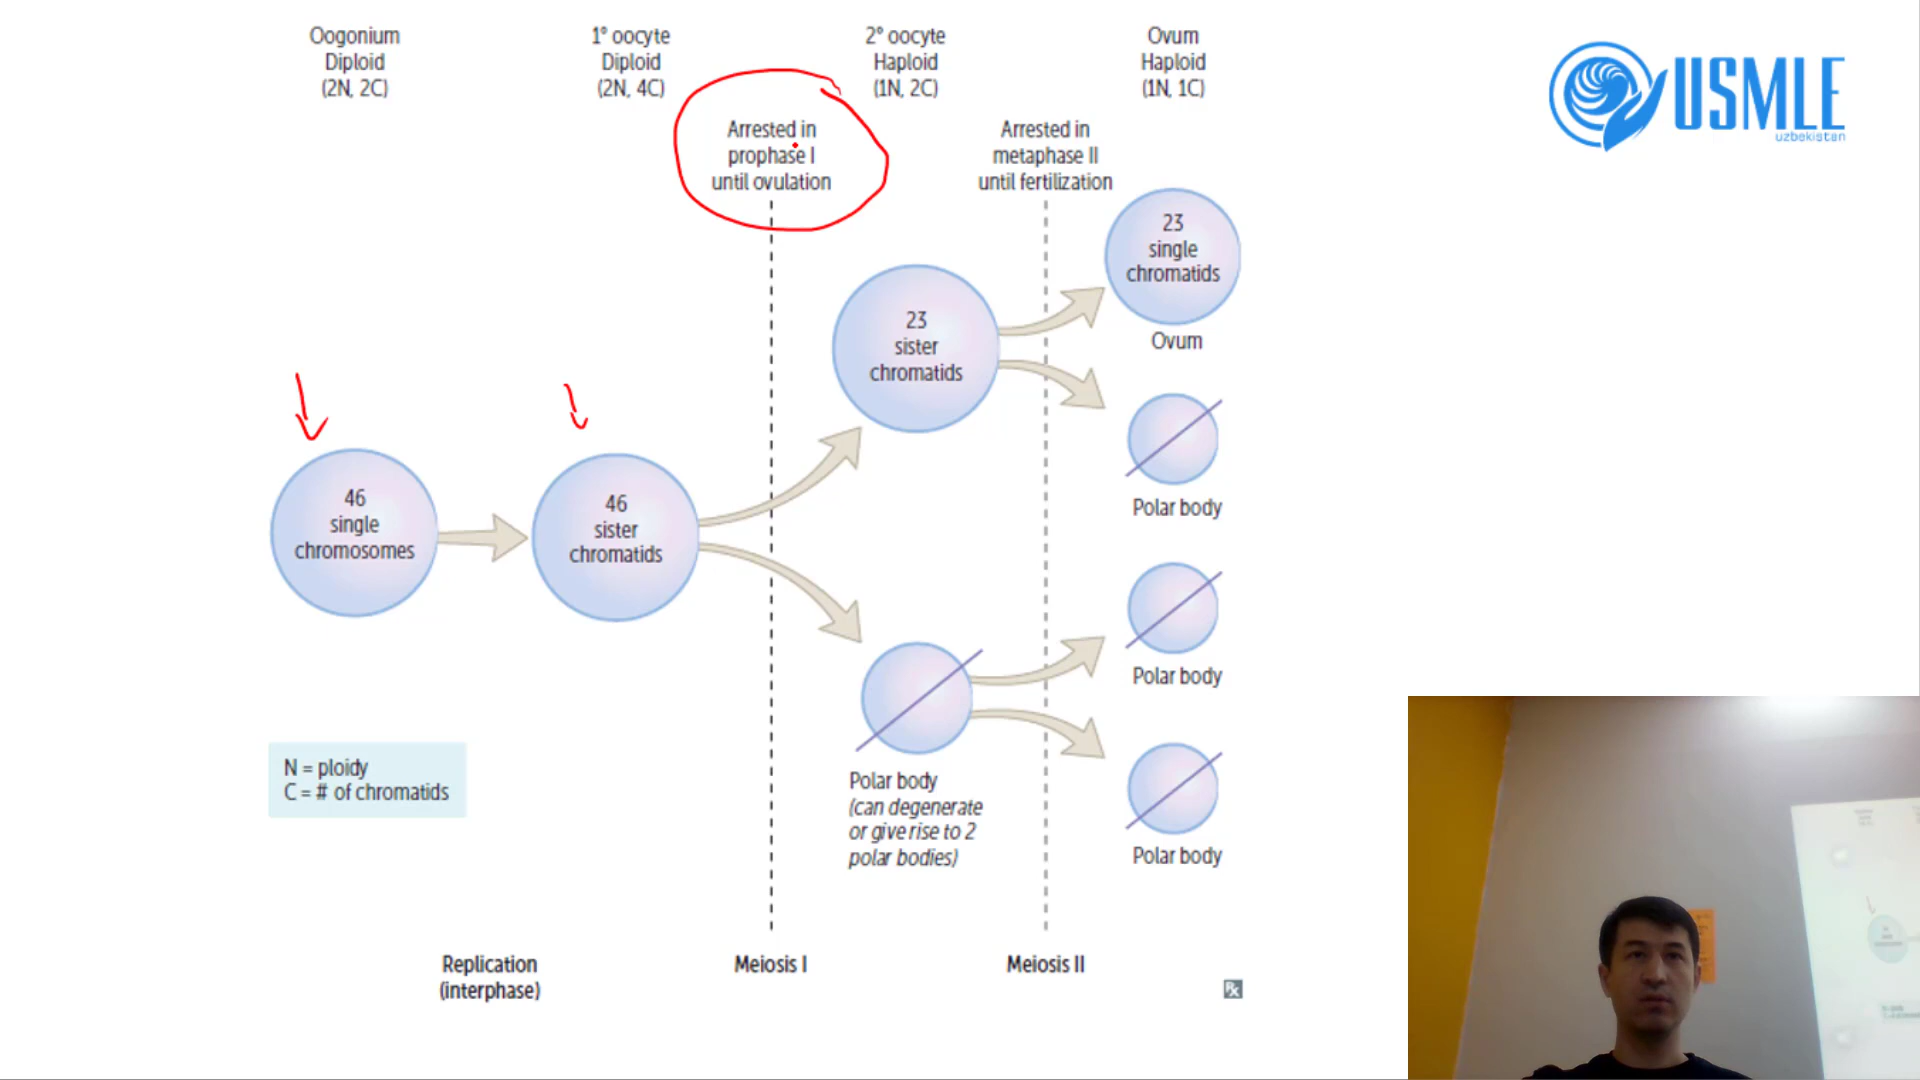 Oogonium
Diploid
(2N, 2C)
1° oocyte
Diploid
(2N, 4C)
2° oocyte
Haploid
(1N, 2C)
Ovum
Haploid
(1N, 1C)
Arrested in
prophase I
until ovulation
Arrested in
metaphase II
until fertilization
USMLE
uzbekistan
46
single
chromosomes
46
sister
chromatids
23
sister
chromatids
23
single
chromatids
Ovum
Polar body
Polar body
Polar body
Polar body
(can degenerate
or give rise to 2
polar bodies)
N = ploidy
C = # of chromatids
Replication
(interphase)
Meiosis I
Meiosis II
Rx